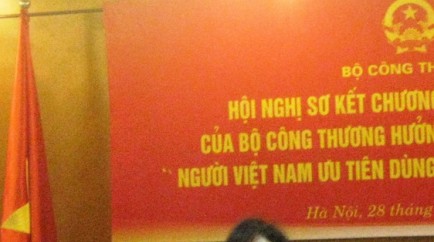 BỘ CÔNG TH
HỘI NGHỊ SƠ KẾT CHƯƠNG
CỦA BỘ CÔNG THƯƠNG HƯỞN
" NGƯỜI VIỆT NAM ƯU TIÊN DÙNG
Hà Nội, 28 tháng